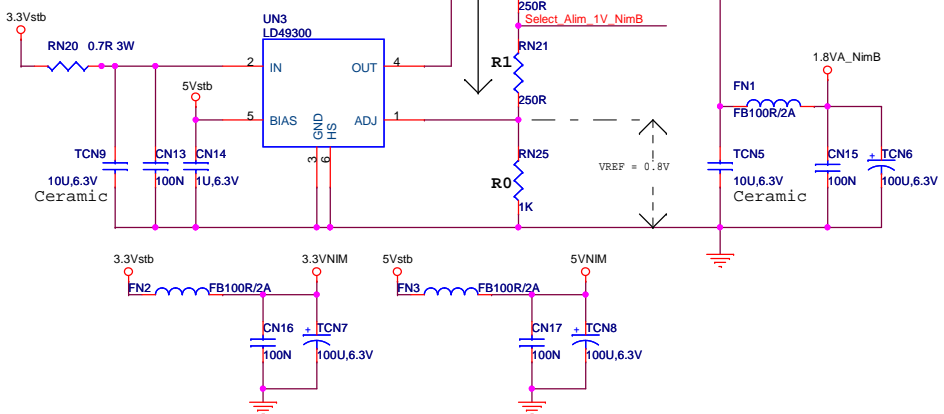 250R
Select_Alim_1V_NimB
3.3Vstb
UN3
LD49300
RN20 0.7R 3W
RN21
R1
1.8VA_NimB
2 IN
OUT 4
5Vstb
FN1
FB100R/2A
250R
5 BIAS
GND
HS
ADJ 1
TCN9
CN13
CN14
3 6
RN25
VREF = 0.8V
TCN5
CN15
TCN6
10U,6.3V
100N
1U,6.3V
R0
10U,6.3V
100N
100U,6.3V
Ceramic
Ceramic
1K
3.3Vstb
3.3VNIM
5Vstb
5VNIM
FN2
FB100R/2A
FN3
FB100R/2A
CN16
TCN7
CN17
TCN8
100N
100U,6.3V
100N
100U,6.3V